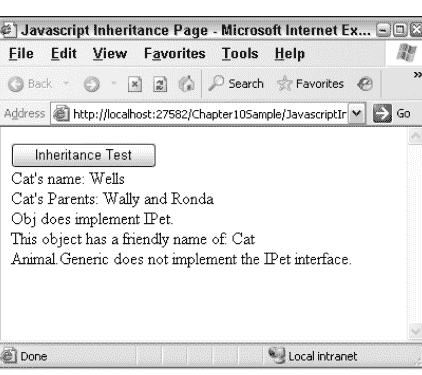 Javascript Inheritance Page - Microsoft Internet Ex...
File Edit View Favorites Tools Help
Back Search Favorites »
Address http://localhost:27582/Chapter10Sample/JavascriptIr Go
Inheritance Test
Cat's name: Wells
Cat's Parents: Wally and Ronda
Obj does implement IPet.
This object has a friendly name of: Cat
Animal.Generic does not implement the IPet interface.
Done Local intranet